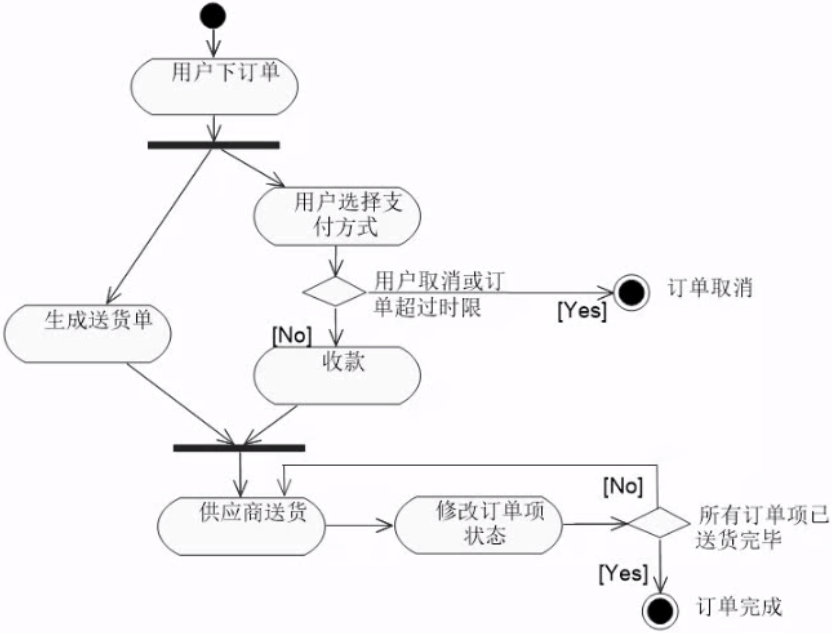 用户下订单
用户选择支
付方式
用户取消或订
单超过时限
[Yes]
订单取消
生成送货单
[No]
收款
[No]
供应商送货
修改订单项
状态
所有订单项已
送货完毕
[Yes]
订单完成